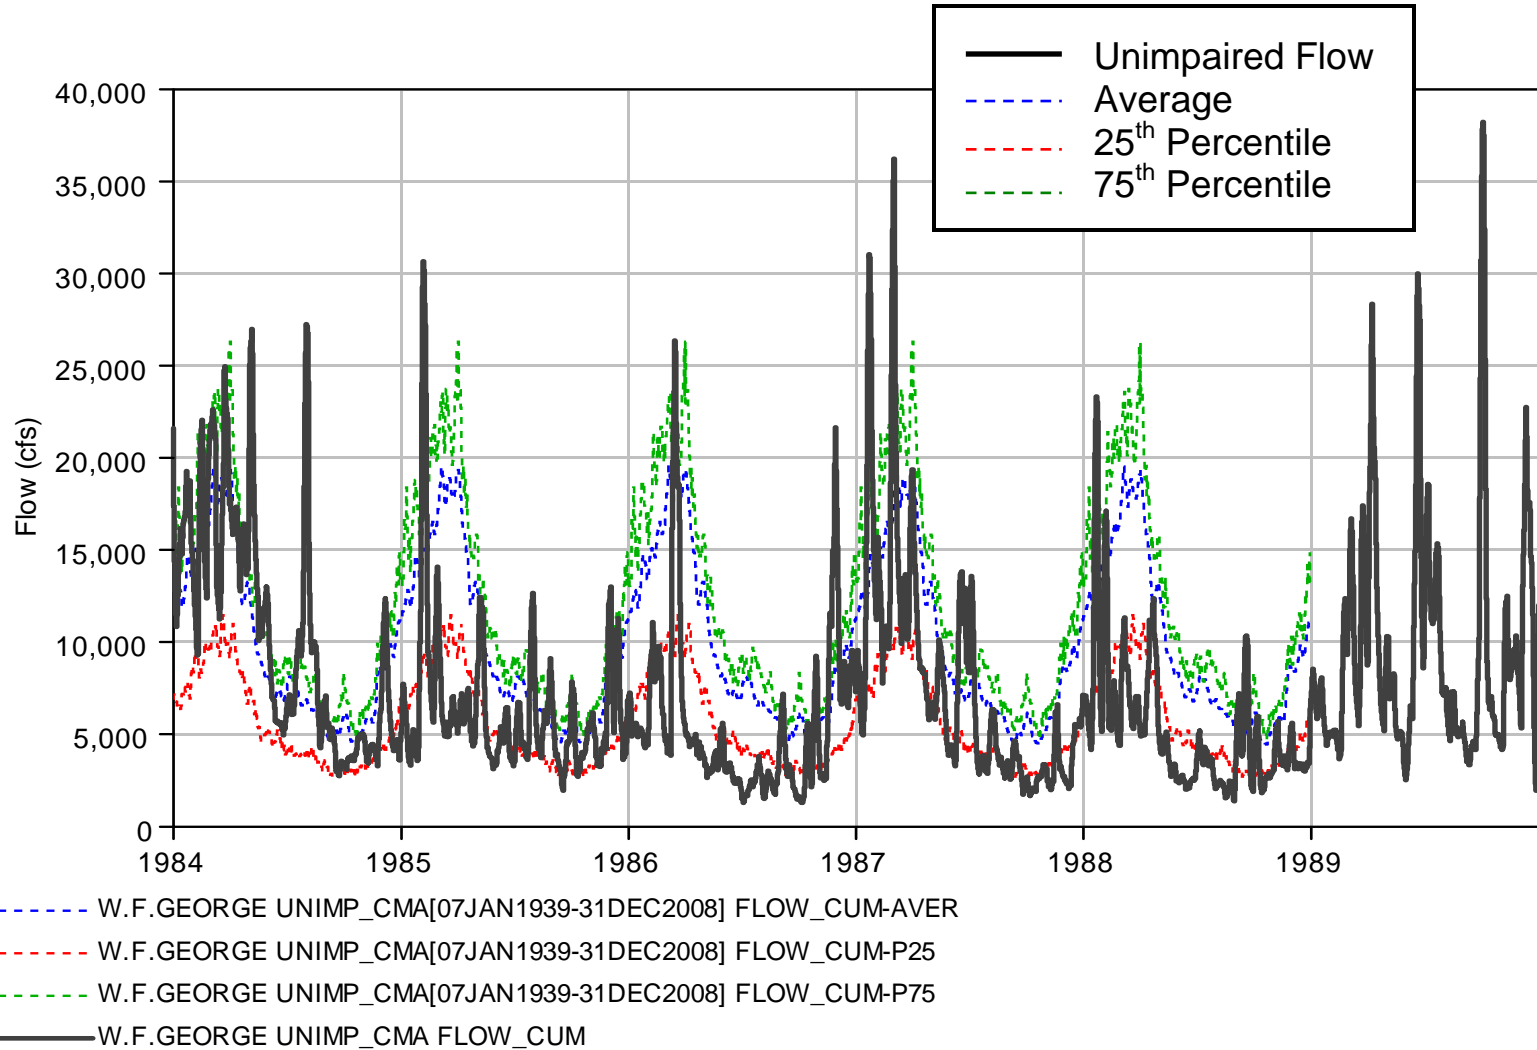 Unimpaired Flow
Average
25th Percentile
75th Percentile
40,000
35,000
30,000
25,000
20,000
15,000
10,000
5,000
0
Flow (cfs)
1984 1985 1986 1987 1988 1989
W.F.GEORGE UNIMP_CMA[07JAN1939-31DEC2008] FLOW_CUM-AVER
W.F.GEORGE UNIMP_CMA[07JAN1939-31DEC2008] FLOW_CUM-P25
W.F.GEORGE UNIMP_CMA[07JAN1939-31DEC2008] FLOW_CUM-P75
W.F.GEORGE UNIMP_CMA FLOW_CUM